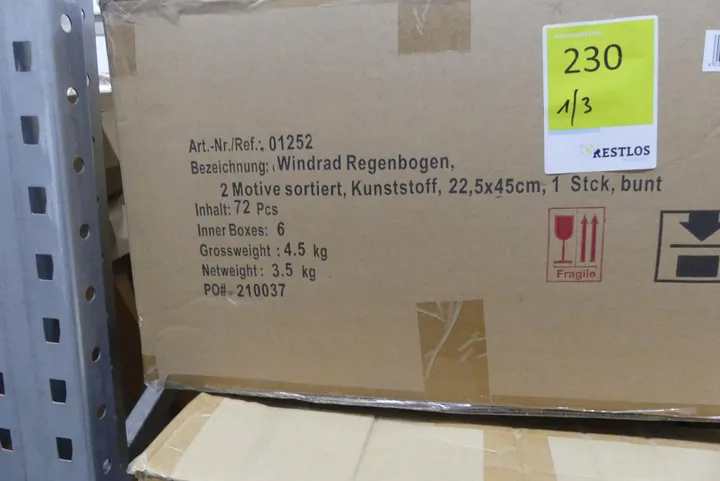 230
1/3
RESTLOS
Art.-Nr./Ref.: 01252
Bezeichnung: Windrad Regenbogen,
2 Motive sortiert, Kunststoff, 22,5x45cm, 1 Stck, bunt
Inhalt: 72 Pcs
Inner Boxes: 6
Grossweight : 4.5 kg
Netweight : 3.5 kg
PO#. 210037
Fragile